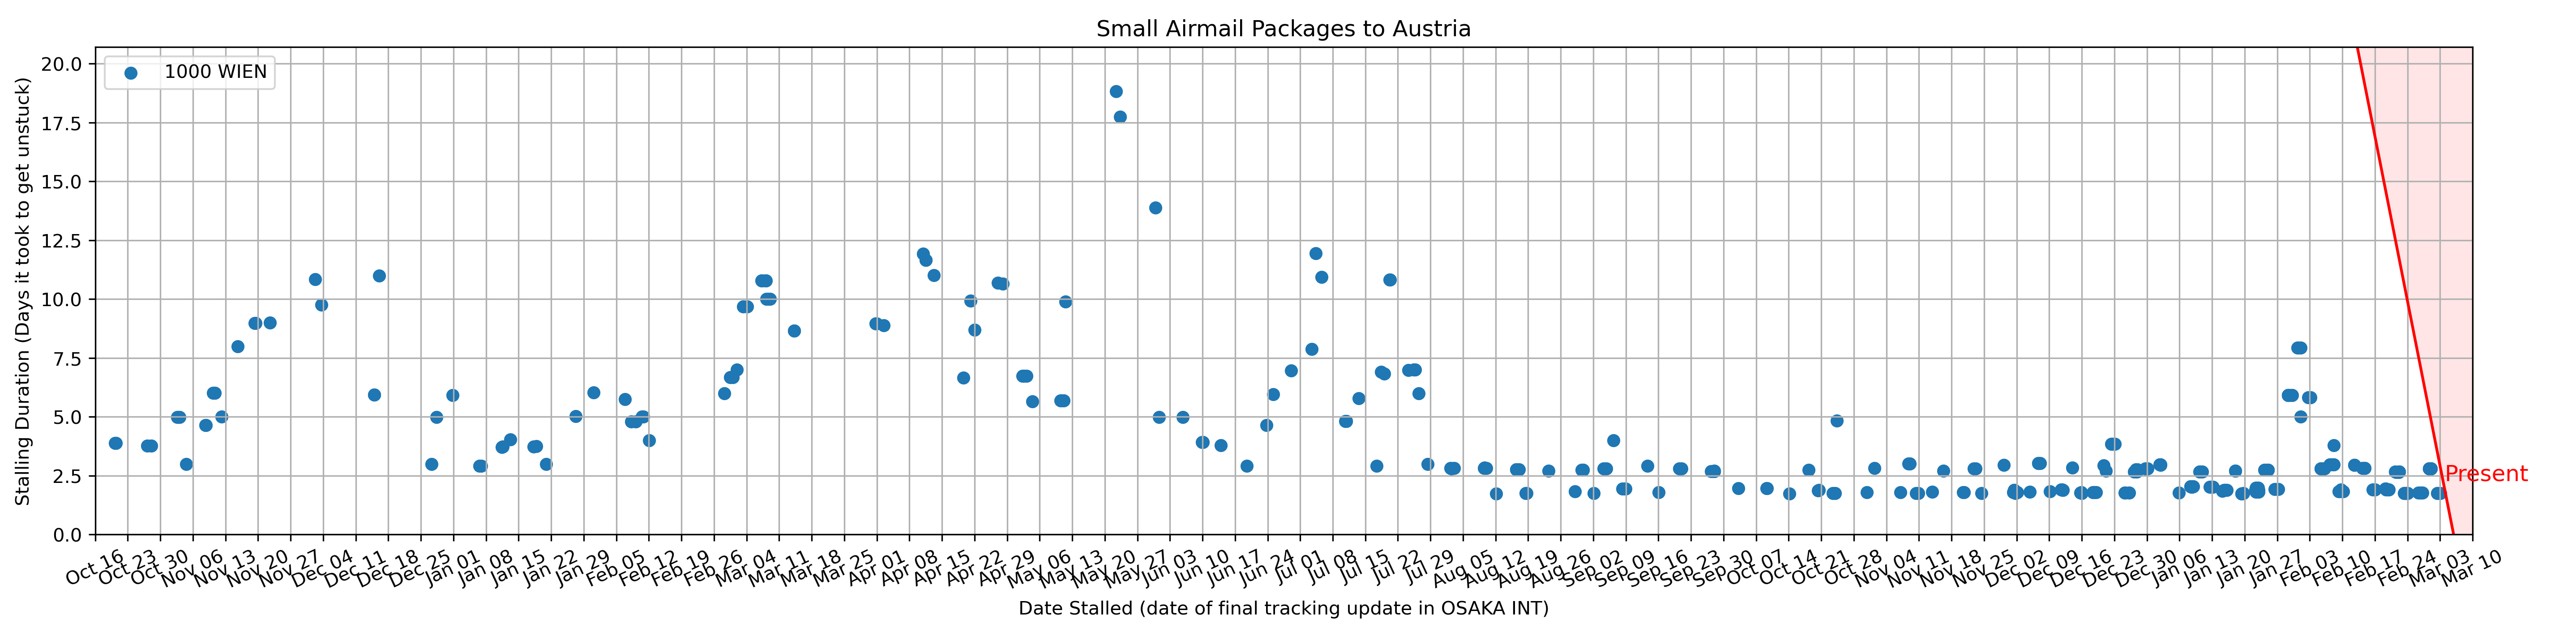 Small Airmail Packages to Austria
1000 WIEN
20.0
17.5
15.0
12.5
10.0
7.5
5.0
2.5
0.0
Stalling Duration (Days it took to get unstuck)
Present
Oct 16 Oct 23 Oct 30 Nov 06 Nov 13 Nov 20 Nov 27 Dec 04 Dec 11 Dec 18 Dec 25 Jan 01 Jan 08 Jan 15 Jan 22 Jan 29 Feb 05 Feb 12 Feb 19 Feb 26 Mar 04 Mar 11 Mar 18 Mar 25 Apr 01 Apr 08 Apr 15 Apr 22 Apr 29 May 06 May 13 May 20 May 27 Jun 03 Jun 10 Jun 17 Jun 24 Jul 01 Jul 08 Jul 15 Jul 22 Jul 29 Aug 05 Aug 12 Aug 19 Aug 26 Sep 02 Sep 09 Sep 16 Sep 23 Sep 30 Oct 07 Oct 14 Oct 21 Oct 28 Nov 04 Nov 11 Nov 18 Nov 25 Dec 02 Dec 09 Dec 16 Dec 23 Dec 30 Jan 06 Jan 13 Jan 20 Jan 27 Feb 03 Feb 10 Feb 17 Feb 24 Mar 03 Mar 10
Date Stalled (date of final tracking update in OSAKA INT)